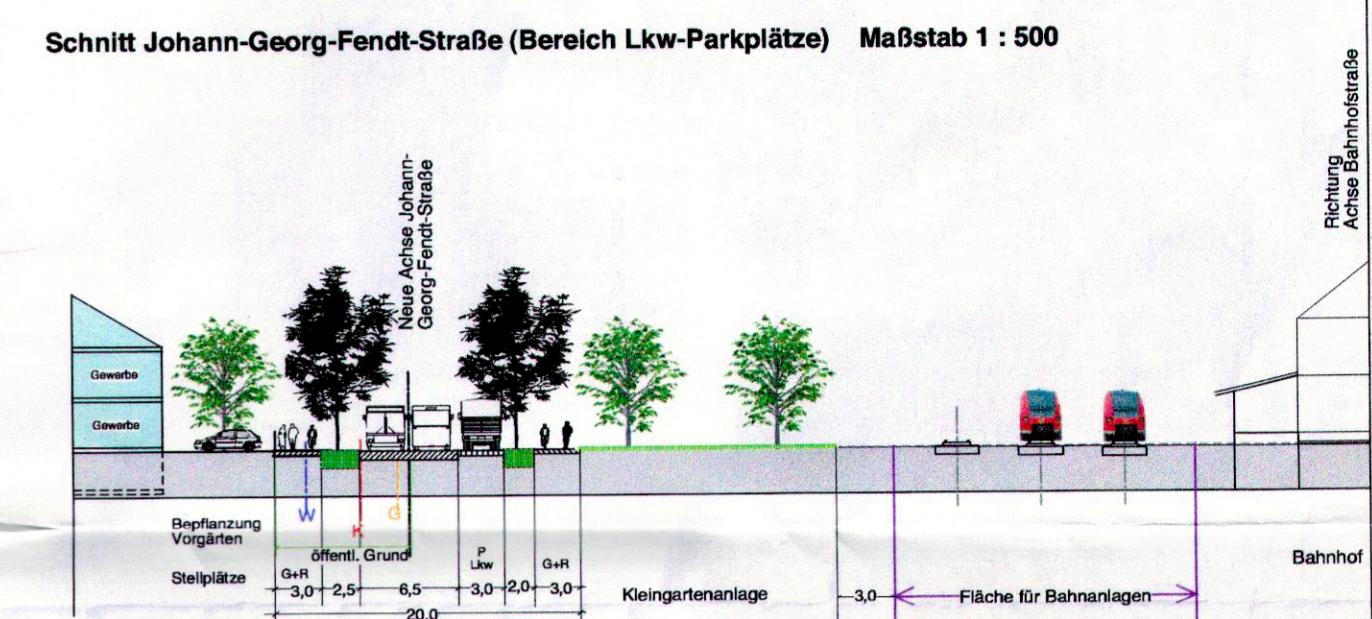 Schnitt Johann-Georg-Fendt-Straße (Bereich Lkw-Parkplätze) Maßstab 1 : 500
Richtung
Achse Bahnhofstraße
Neue Achse Johann-
Georg-Fendt-Straße
Gewerbe
Gewerbe
W
K
G
Bepflanzung
Vorgärten
öffentl. Grund
P
Lkw
Bahnhof
Stellplätze
G+R
G+R
3,0
2,5
6,5
3,0
2,0
3,0
Kleingartenanlage
3,0
Fläche für Bahnanlagen
20,0